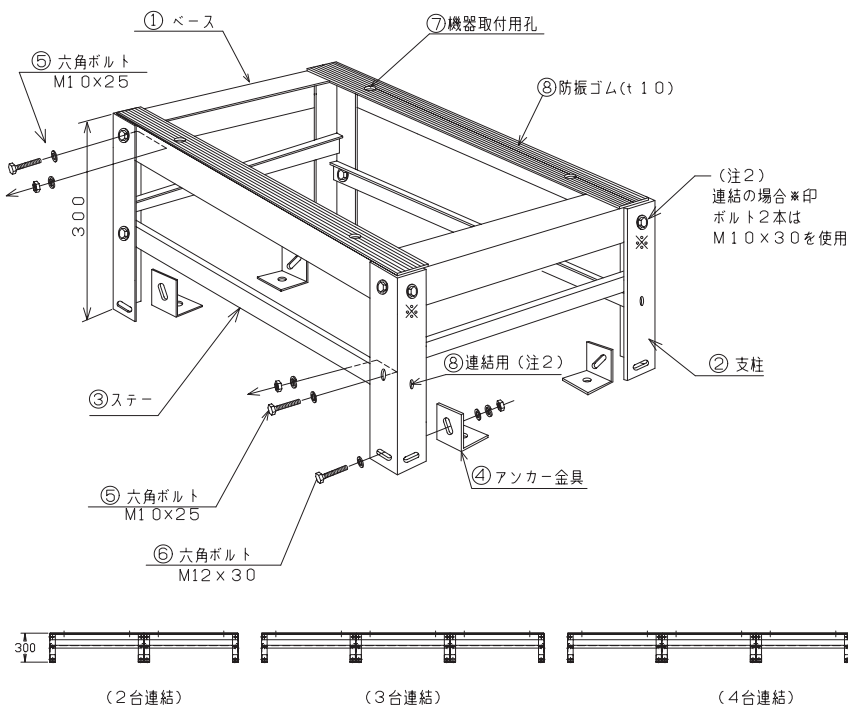 ① ベース
⑦機器取付用孔
⑤ 六角ボルト
M10×25
⑧防振ゴム(t 10)
(注2)
連結の場合※印
ボルト2本は
M10×30を使用
300
※
※
⑧連結用(注2)
② 支柱
③ステー
④アンカー金具
⑤ 六角ボルト
M10×25
⑥ 六角ボルト
M12×30
300
(2台連結)
(3台連結)
(4台連結)